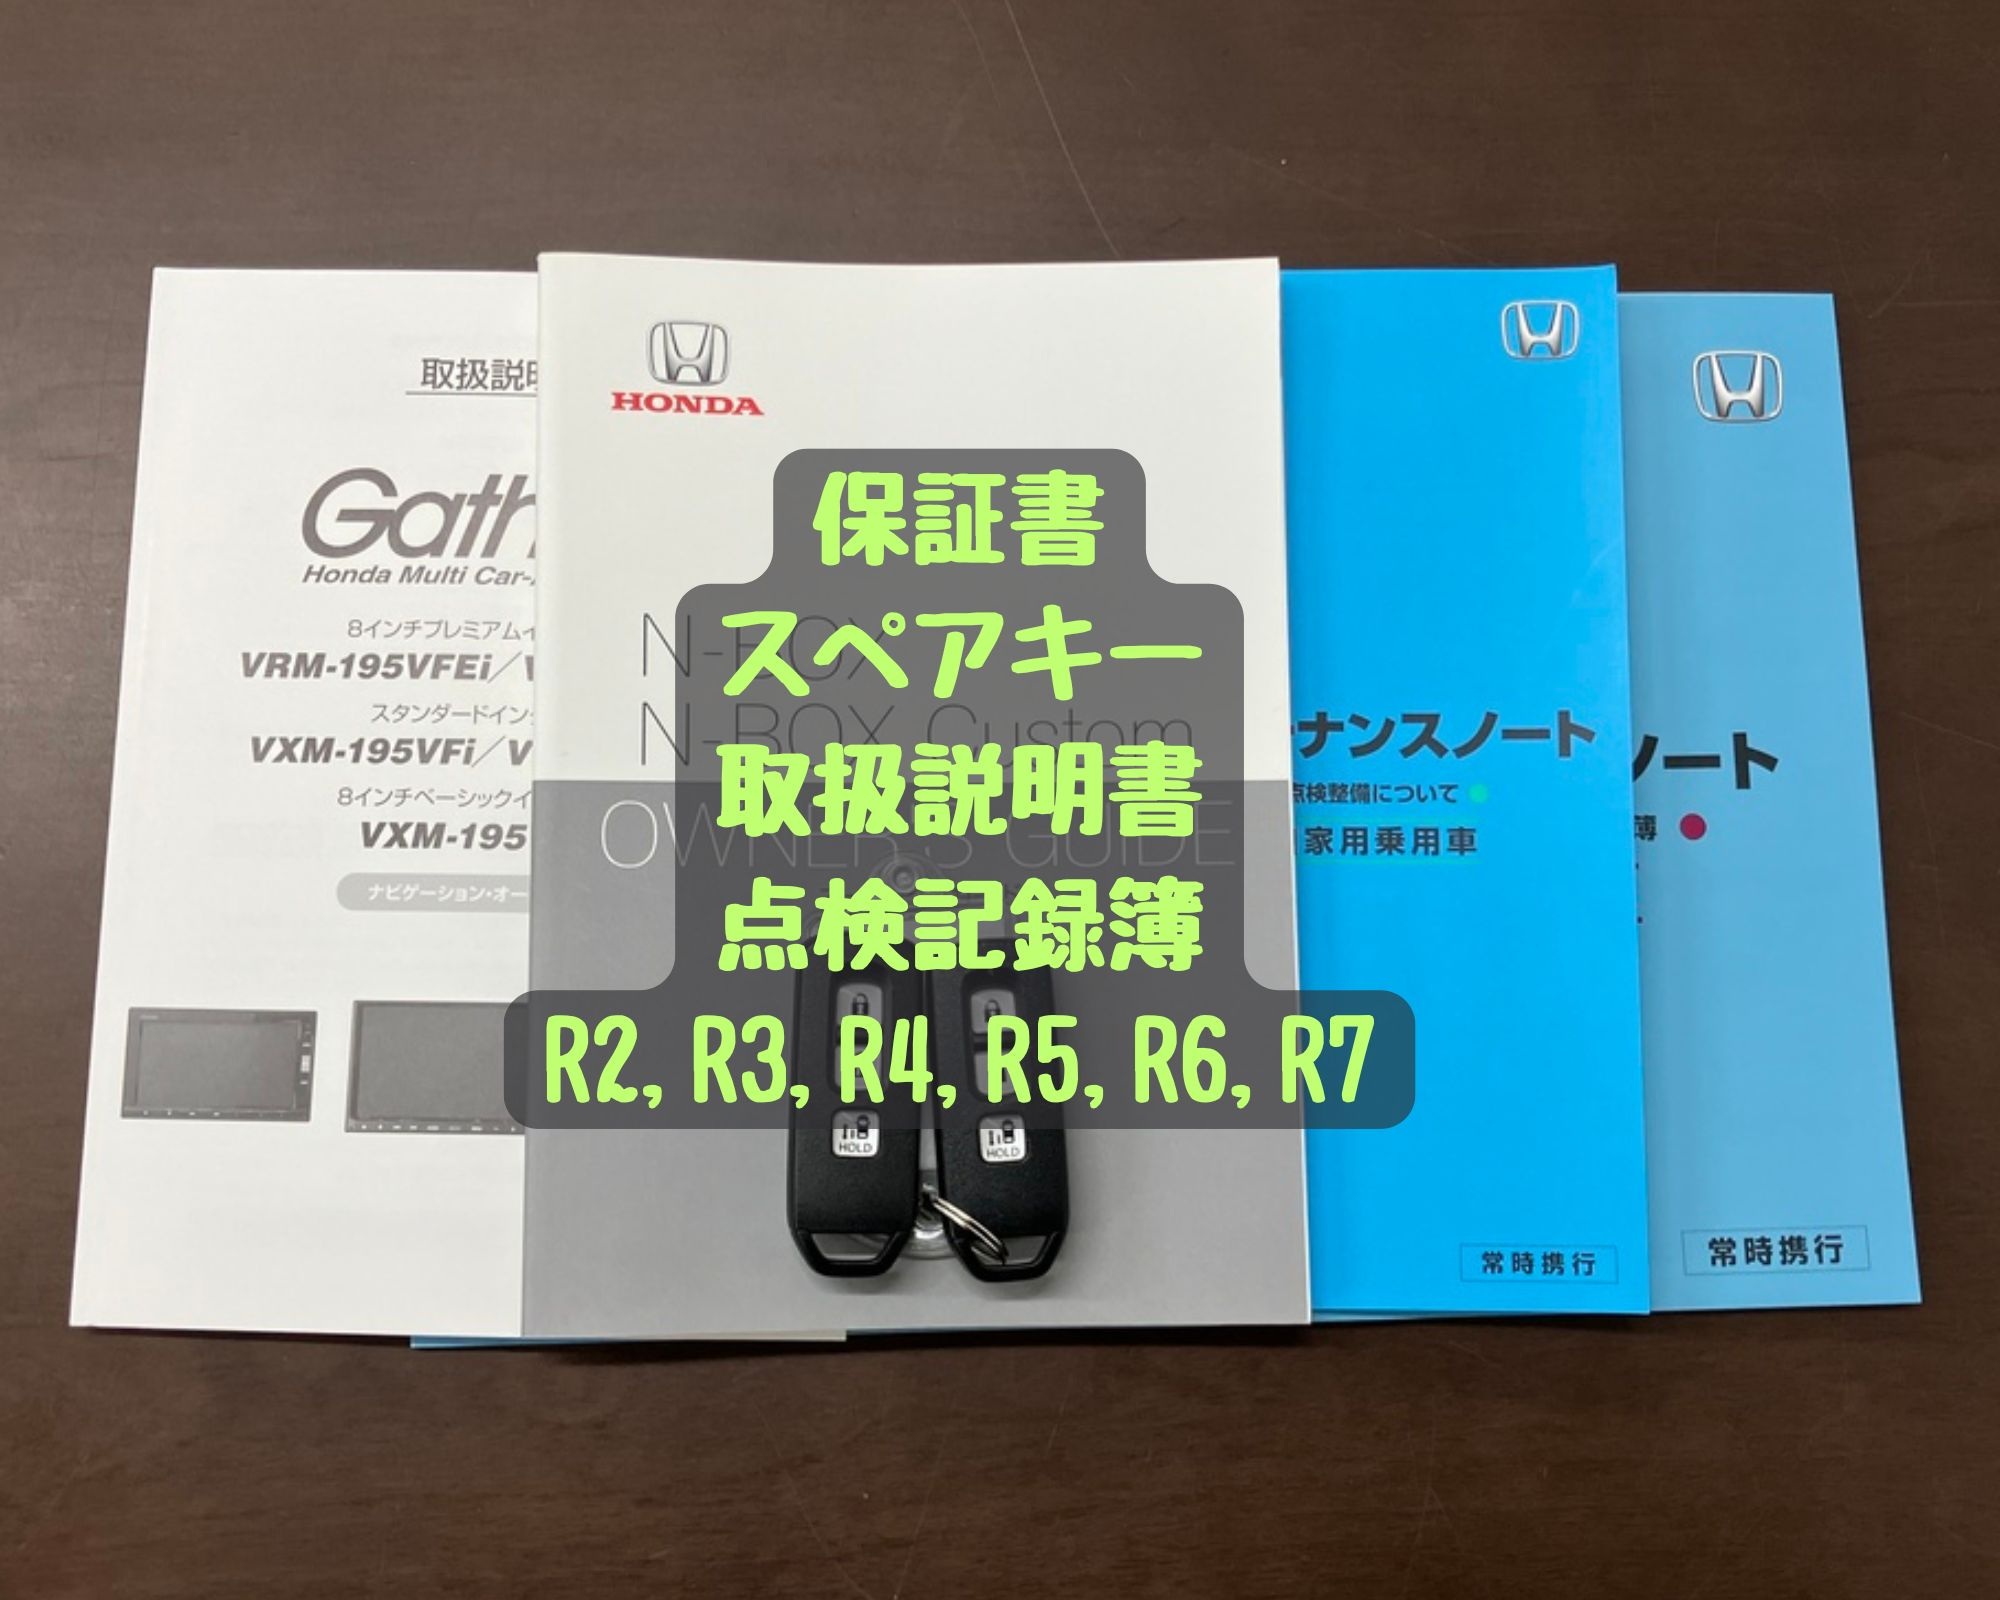 取扱説明
Gath
Honda Multi Car-
8インチプレミアムイ
VRM-195VFEi／V
スタンダードイン
VXM-195VFi／V
8インチベーシックイ
VXM-195
ナビゲーション・オー
HONDA
N-BOX
N-BOX Custom
OWNER'S GUIDE
保証書
スペアキー
取扱説明書
点検記録簿
R2, R3, R4, R5, R6, R7
HOLD
HOLD
ナンスノート
点検整備について
家用乗用車
常時携行
ノート
簿
常時携行